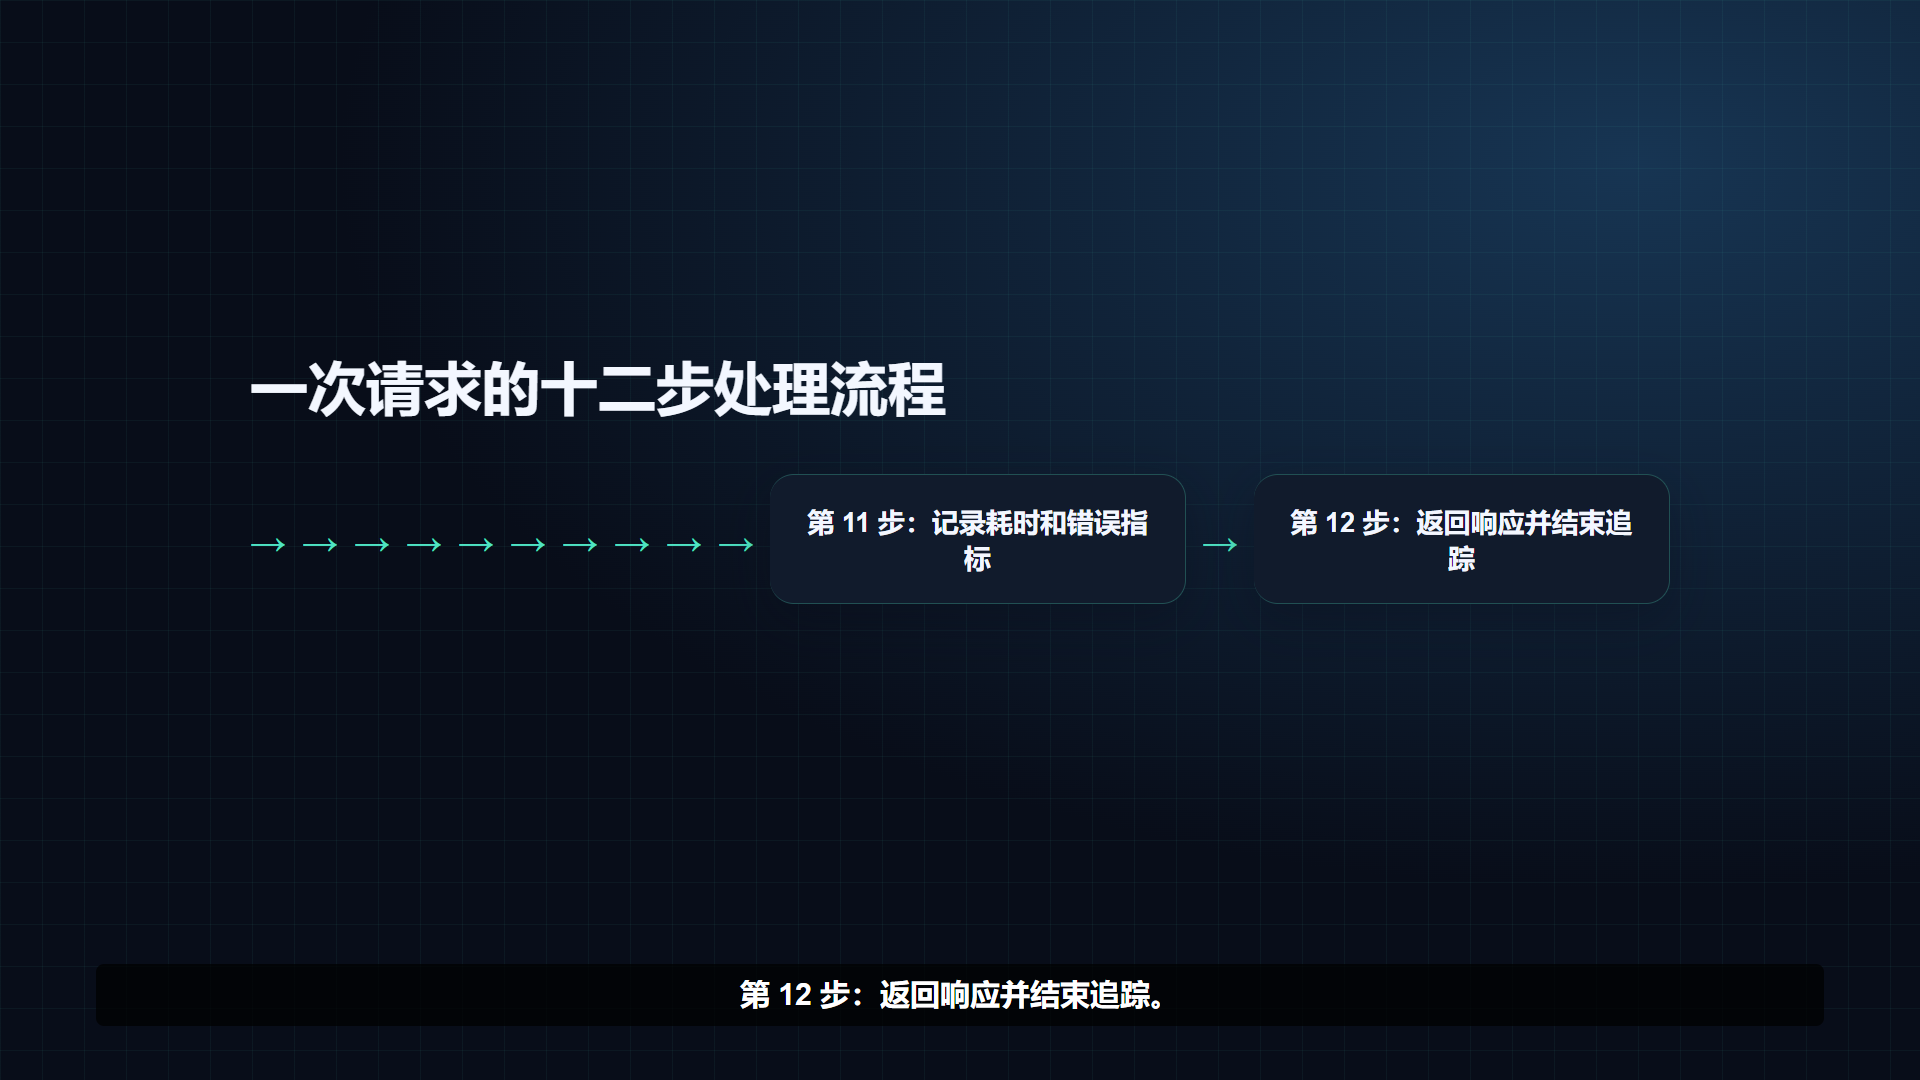 一次请求的十二步处理流程
→ → → → → → → → → →
第 11 步：记录耗时和错误指
标
→
第 12 步：返回响应并结束追
踪
第 12 步：返回响应并结束追踪。